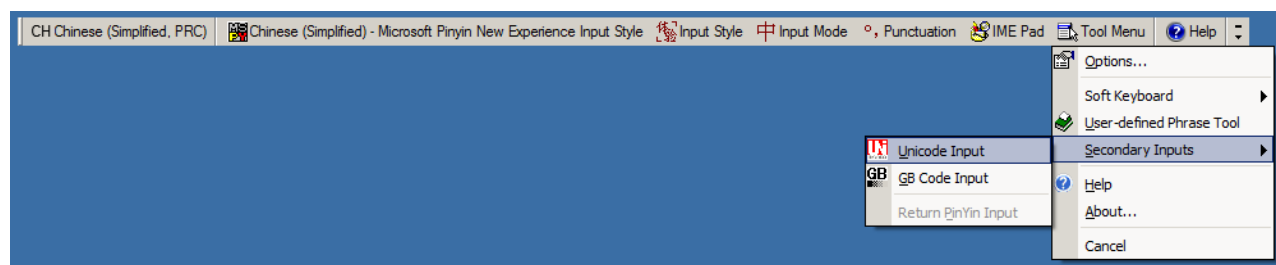 CH Chinese (Simplified, PRC) Chinese (Simplified) - Microsoft Pinyin New Experience Input Style Input Style 中 Input Mode °, Punctuation IME Pad Tool Menu ? Help
Options...
Soft Keyboard
User-defined Phrase Tool
Secondary Inputs
Help
About...
Cancel
Unicode Input
GB GB Code Input
Return PinYin Input